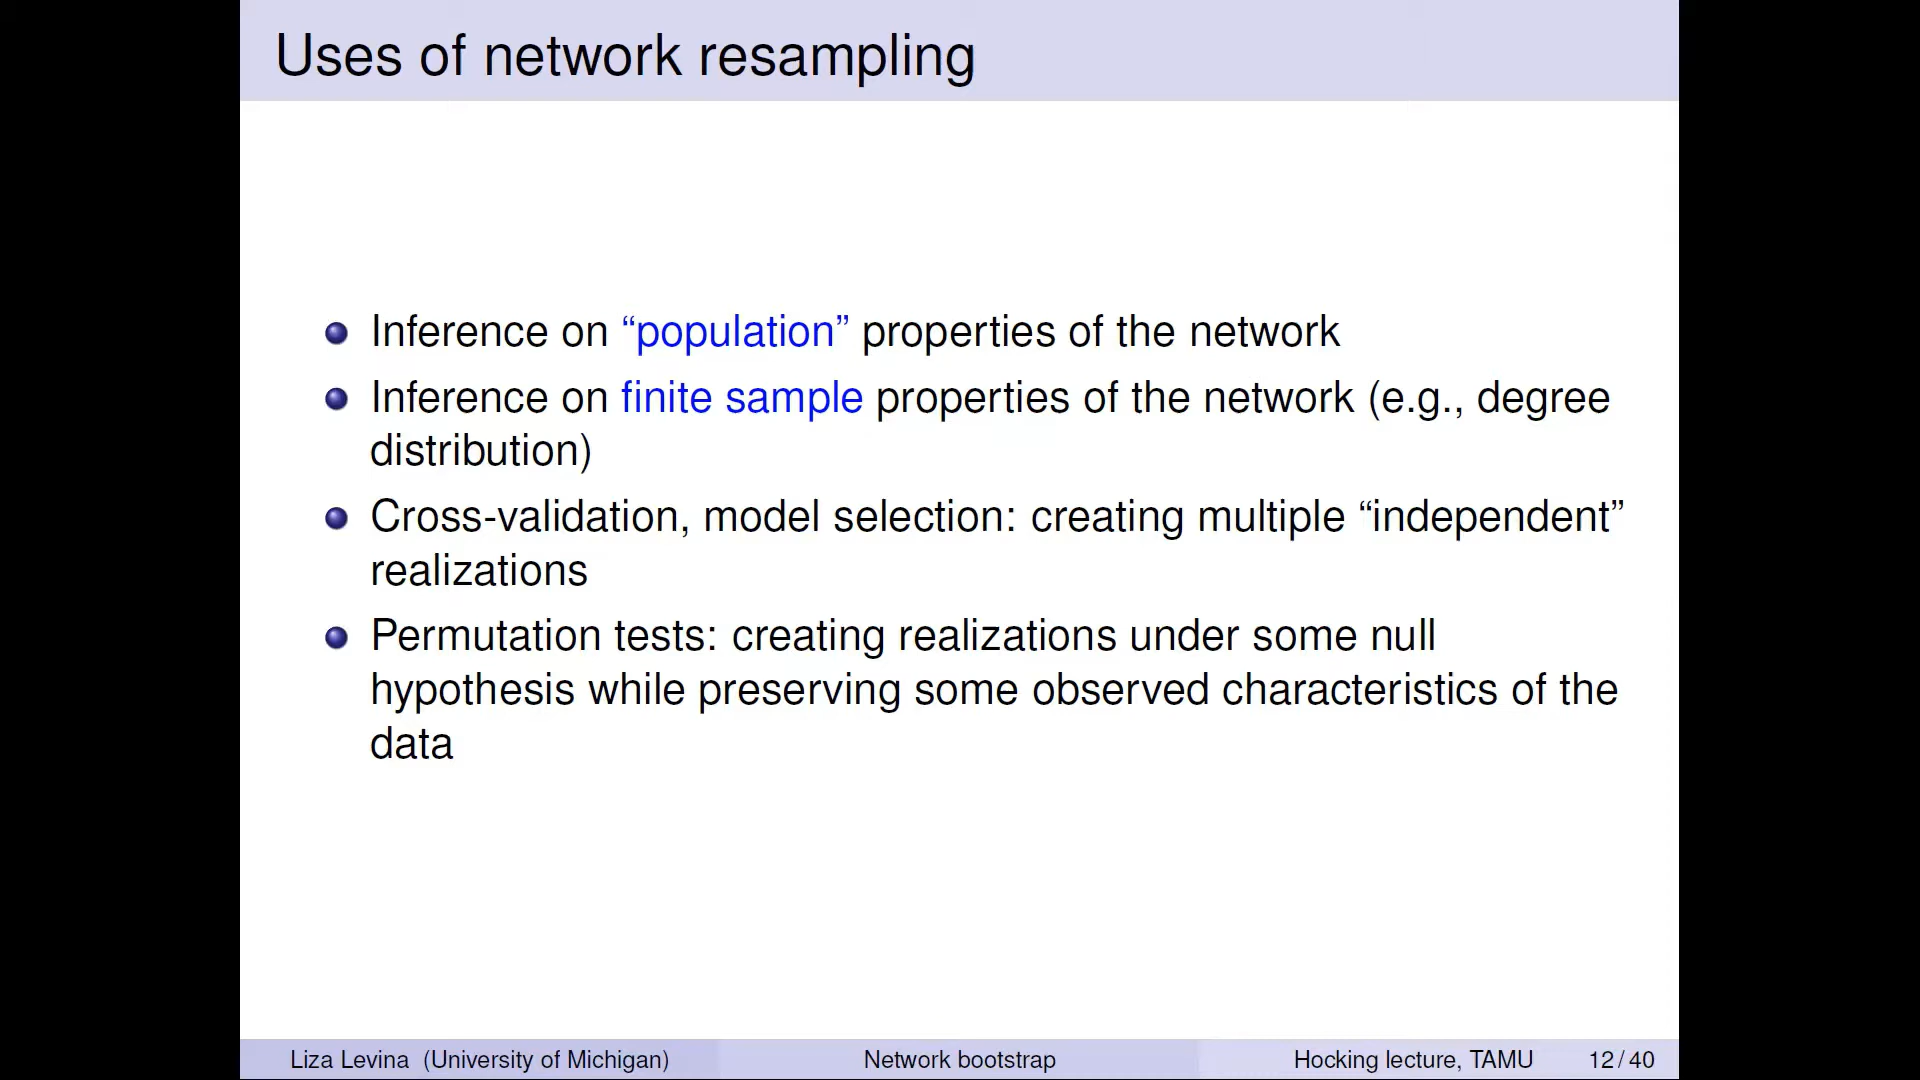 Uses of network resampling
Inference on “population” properties of the network
Inference on finite sample properties of the network (e.g., degree
distribution)
Cross-validation, model selection: creating multiple “independent”
realizations
Permutation tests: creating realizations under some null
hypothesis while preserving some observed characteristics of the
data
Liza Levina (University of Michigan) Network bootstrap Hocking lecture, TAMU 12 / 40